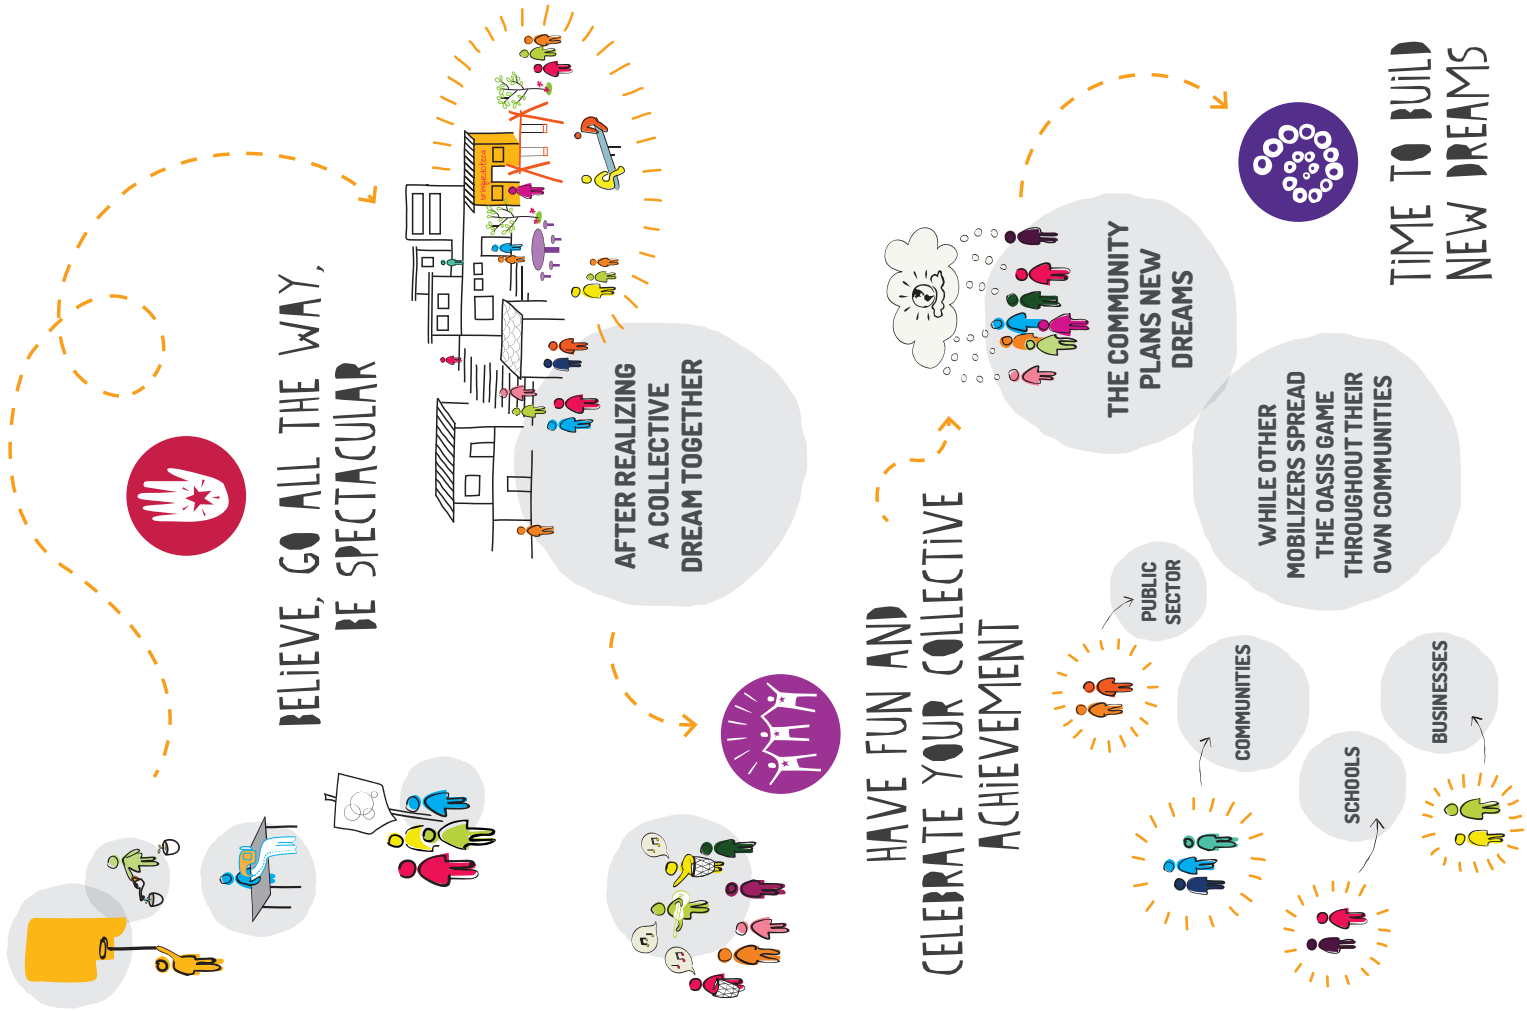 BELiEVE, GO ALL THE WAY,
BE SPECTACULAR
AFTER REALIZING
A COLLECTIVE
DREAM TOGETHER
HAVE FUN AND
CELEBRATE YOUR COLLECTiVE
ACHiEVEMENT
THE COMMUNITY
PLANS NEW
DREAMS
WHILE OTHER
MOBILIZERS SPREAD
THE OASIS GAME
THROUGHOUT THEIR
OWN COMMUNITIES
PUBLIC
SECTOR
COMMUNITIES
SCHOOLS
BUSINESSES
TiME TO BUiLD
NEW DREAMS